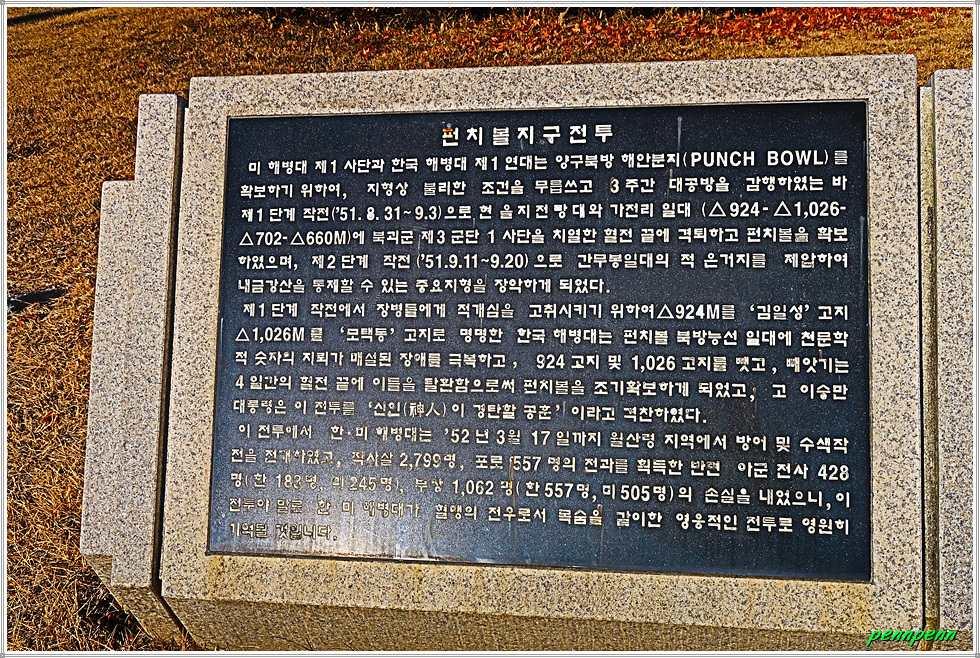 펀치볼지구전투
미 해병대 제1 사단과 한국 해병대 제1 연대는 양구북방 해안분지(PUNCH BOWL)를
확보하기 위하여, 지형상 불리한 조건을 무릅쓰고 3주간 대공방을 감행하였는 바
제1단계 작전('51. 8. 31~ 9.3)으로 현 을지전망대와 가전리 일대 (△924-△1,026-
△702-△660M)에 북괴군 제3 군단 1 사단을 치열한 혈전 끝에 격퇴하고 펀치볼을 확보
하였으며, 제2단계 작전 ('51.9.11~9.20)으로 간무봉일대의 적 은거지를 제압하여
내금강산을 통제할 수 있는 중요지형을 장악하게 되었다.
제1단계 작전에서 장병들에게 적개심을 고취시키기 위하여△924M를 '김일성' 고지
△1,026M 를 '모택동' 고지로 명명한 한국 해병대는 펀치볼 북방능선 일대에 천문학
적 숫자의 지뢰가 매설된 장애를 극복하고, 924 고지 및 1,026 고지를 뺏고, 빼앗기는
4일간의 혈전 끝에 이들을 탈환함으로써 펀치볼을 조기확보하게 되었고, 고 이승만
대통령은 이 전투를 '신인(神人)이 경탄할 공훈' 이라고 격찬하였다.
이 전투에서 한·미 해병대는 '52년 3월 17일까지 월산령 지역에서 방어 및 수색작
전을 전개하였고, 적사살 2,799명, 포로 557 명의 전과를 획득한 반면 아군 전사 428
명(한 183명, 미 245명), 부상 1,062 명(한 557명, 미 505명)의 손실을 내었으니, 이
전투야 말로 한 미 해병대가 혈맹의 전우로서 목숨을 같이한 영웅적인 전투로 영원히
기억될 것입니다.
pennpenn